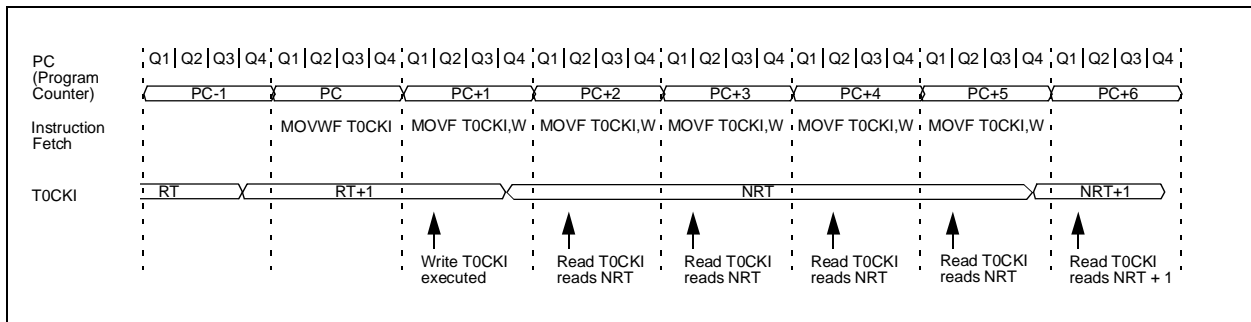 PC
(Program
Counter)
Q1 Q2 Q3 Q4 Q1 Q2 Q3 Q4 Q1 Q2 Q3 Q4 Q1 Q2 Q3 Q4 Q1 Q2 Q3 Q4 Q1 Q2 Q3 Q4 Q1 Q2 Q3 Q4 Q1 Q2 Q3 Q4
PC-1 PC PC+1 PC+2 PC+3 PC+4 PC+5 PC+6
Instruction
Fetch
MOVWF T0CKI MOVF T0CKI,W MOVF T0CKI,W MOVF T0CKI,W MOVF T0CKI,W MOVF T0CKI,W
T0CKI
RT RT+1 NRT NRT+1
Write T0CKI
executed
Read T0CKI
reads NRT
Read T0CKI
reads NRT
Read T0CKI
reads NRT
Read T0CKI
reads NRT
Read T0CKI
reads NRT + 1